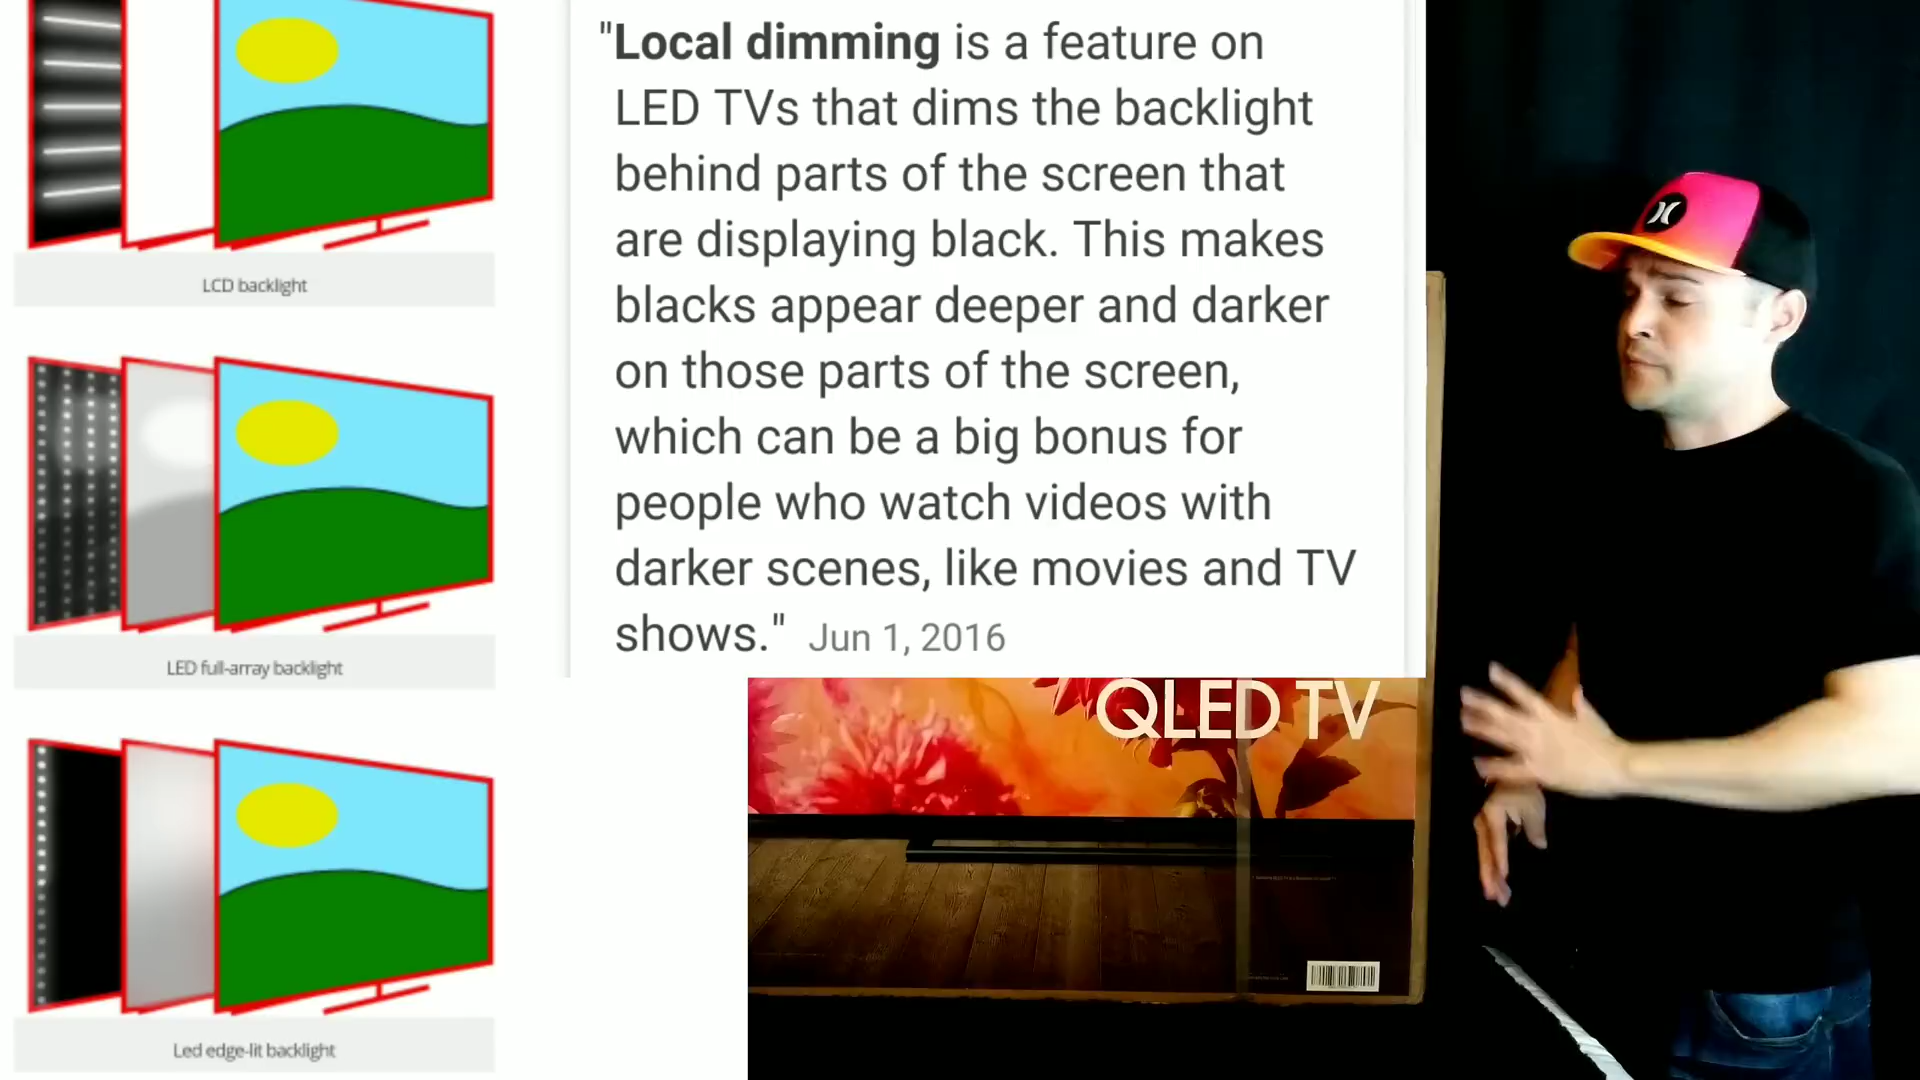 "Local dimming is a feature on
LED TVs that dims the backlight
behind parts of the screen that
are displaying black. This makes
blacks appear deeper and darker
on those parts of the screen,
which can be a big bonus for
people who watch videos with
darker scenes, like movies and TV
shows." Jun 1, 2016
LCD backlight
LED full-array backlight
Led edge-lit backlight
QLED TV